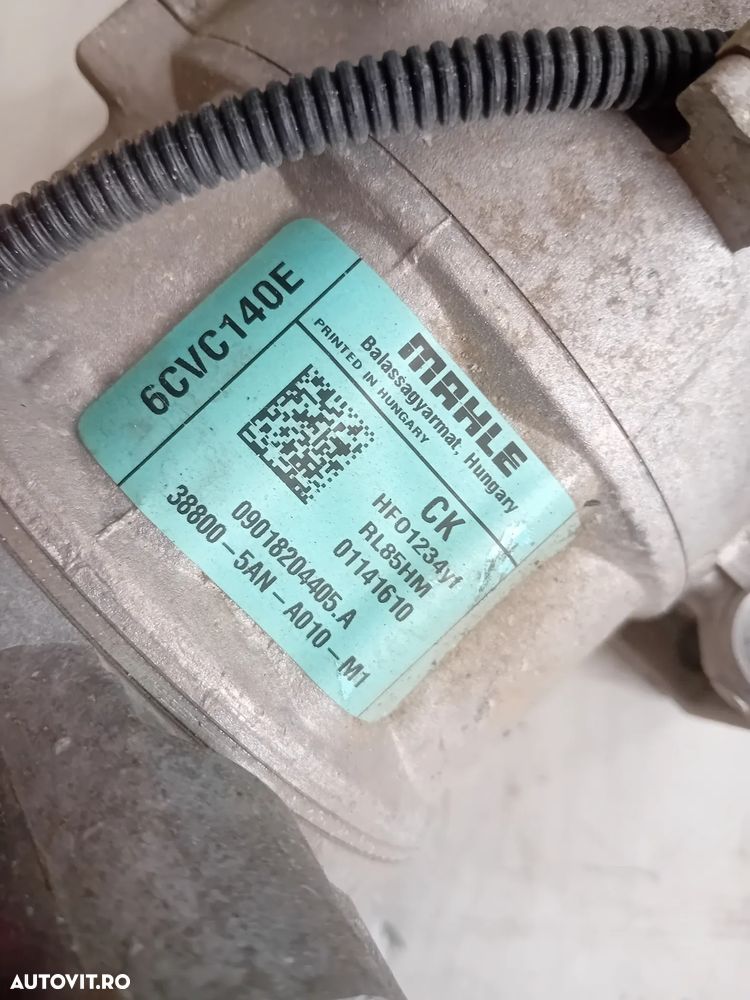 6CVC140E
MAHLE
Balassagyarmat, Hungary
PRINTED IN HUNGARY
CK
HFO1234yf
RL85HM
01141610
09018204405.A
38800-5AN-A010-M1
AUTOVIT.RO